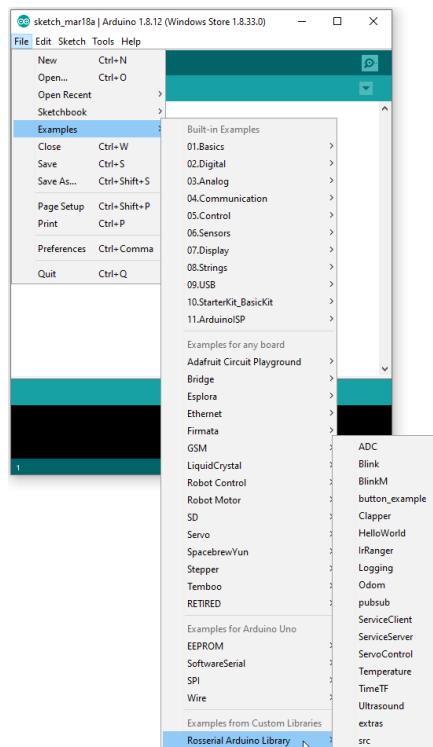 sketch_mar18a | Arduino 1.8.12 (Windows Store 1.8.33.0)
File Edit Sketch Tools Help
New Ctrl+N
Open... Ctrl+O
Open Recent
Sketchbook
Examples
Close Ctrl+W
Save Ctrl+S
Save As... Ctrl+Shift+S
Page Setup Ctrl+Shift+P
Print Ctrl+P
Preferences Ctrl+Comma
Quit Ctrl+Q
1
Built-in Examples
01.Basics
02.Digital
03.Analog
04.Communication
05.Control
06.Sensors
07.Display
08.Strings
09.USB
10.StarterKit_BasicKit
11.ArduinoISP
Examples for any board
Adafruit Circuit Playground
Bridge
Esplora
Ethernet
Firmata
GSM
LiquidCrystal
Robot Control
Robot Motor
SD
Servo
SpacebrewYun
Stepper
Temboo
RETIRED
Examples for Arduino Uno
EEPROM
SoftwareSerial
SPI
Wire
Examples from Custom Libraries
Rosserial Arduino Library
ADC
Blink
BlinkM
button_example
Clapper
HelloWorld
IrRanger
Logging
Odom
pubsub
ServiceClient
ServiceServer
ServoControl
Temperature
TimeTF
Ultrasound
extras
src